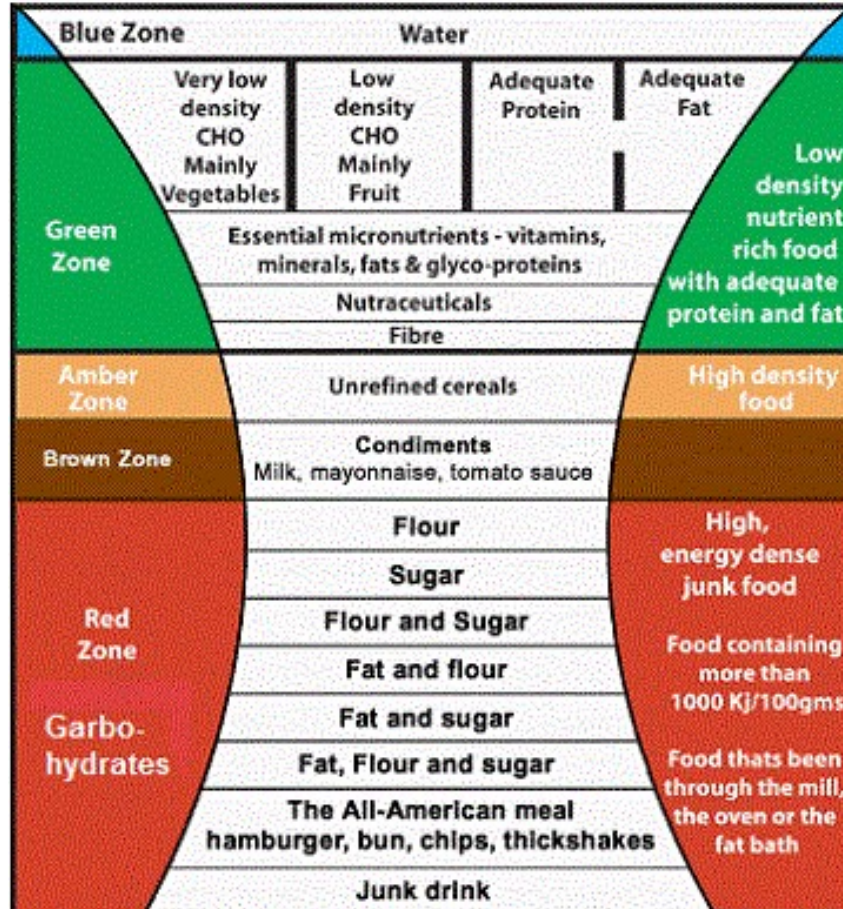 Blue Zone
Water
Very low
density
CHO
Mainly
Vegetables
Low
density
CHO
Mainly
Fruit
Adequate
Protein
Adequate
Fat
Green
Zone
Essential micronutrients - vitamins,
minerals, fats & glyco-proteins
Nutraceuticals
Fibre
Low
density
nutrient
rich food
with adequate
protein and fat
Amber
Zone
Unrefined cereals
High density
food
Brown Zone
Condiments
Milk, mayonnaise, tomato sauce
Red
Zone
Garbo-
hydrates
Flour
Sugar
Flour and Sugar
Fat and flour
Fat and sugar
Fat, Flour and sugar
The All-American meal
hamburger, bun, chips, thickshakes
Junk drink
High,
energy dense
junk food
Food containing
more than
1000 Kj/100gms
Food thats been
through the mill,
the oven or the
fat bath